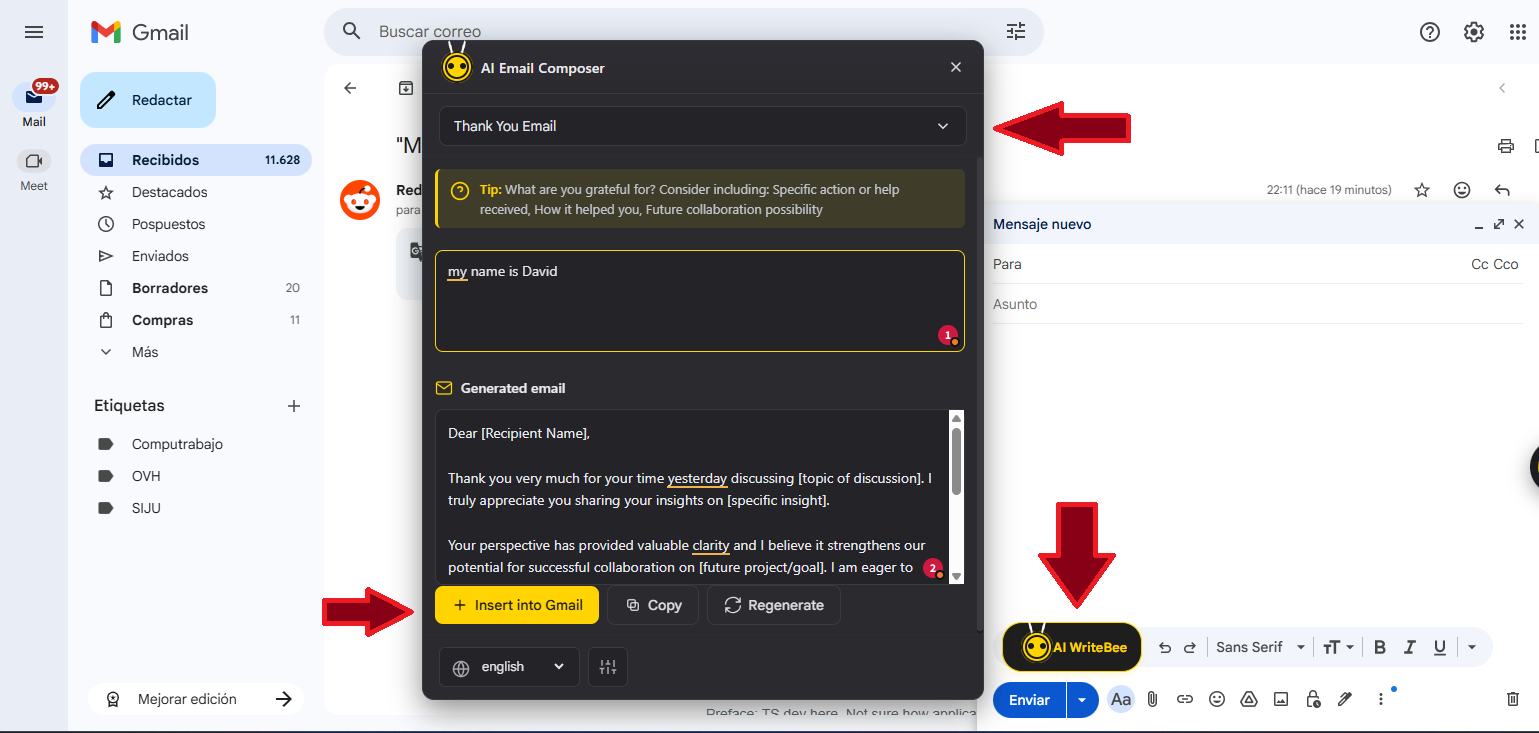 Gmail
Buscar correo
99+
Mail
Meet
Redactar
Recibidos 11.628
Destacados
Pospuestos
Enviados
Borradores 20
Compras 11
Más
Etiquetas
Computrabajo
OVH
SIJU
Mejorar edición
"M
Red
para
22:11 (hace 19 minutos)
AI Email Composer
Thank You Email
Tip: What are you grateful for? Consider including: Specific action or help
received, How it helped you, Future collaboration possibility
my name is David
1
Generated email
Dear [Recipient Name],
Thank you very much for your time yesterday discussing [topic of discussion]. I
truly appreciate you sharing your insights on [specific insight].
Your perspective has provided valuable clarity and I believe it strengthens our
potential for successful collaboration on [future project/goal]. I am eager to
2
+ Insert into Gmail
Copy
Regenerate
english
Preface: TS dev here. Not sure how applica
Mensaje nuevo
Para
Cc Cco
Asunto
AI WriteBee
Sans Serif
B I U
Enviar
Aa